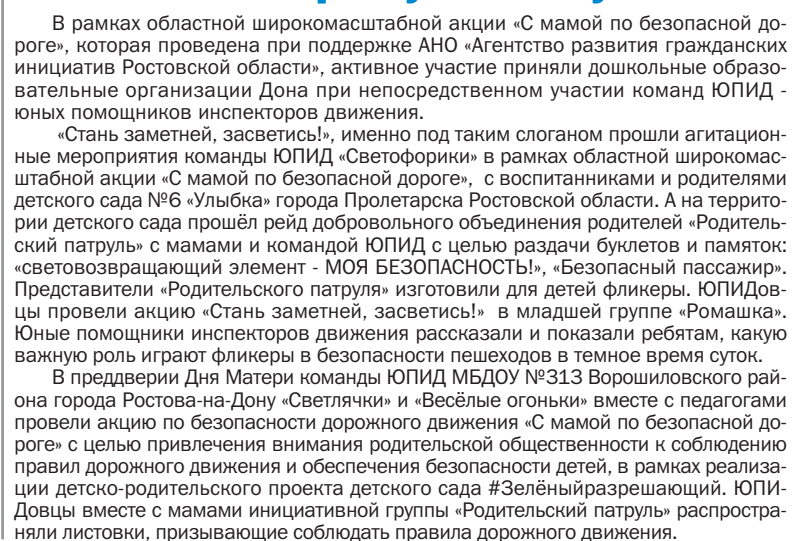 В рамках областной широкомасштабной акции «С мамой по безопасной до-
роге», которая проведена при поддержке АНО «Агентство развития гражданских
инициатив Ростовской области», активное участие приняли дошкольные образо-
вательные организации Дона при непосредственном участии команд ЮПИД -
юных помощников инспекторов движения.
«Стань заметней, засветись!», именно под таким слоганом прошли агитацион-
ные мероприятия команды ЮПИД «Светофорики» в рамках областной широкомас-
штабной акции «С мамой по безопасной дороге», с воспитанниками и родителями
детского сада №6 «Улыбка» города Пролетарска Ростовской области. А на террито-
рии детского сада прошёл рейд добровольного объединения родителей «Родитель-
ский патруль» с мамами и командой ЮПИД с целью раздачи буклетов и памяток:
«световозвращающий элемент - МОЯ БЕЗОПАСНОСТЬ!», «Безопасный пассажир».
Представители «Родительского патруля» изготовили для детей фликеры. ЮПИДов-
цы провели акцию «Стань заметней, засветись!» в младшей группе «Ромашка».
Юные помощники инспекторов движения рассказали и показали ребятам, какую
важную роль играют фликеры в безопасности пешеходов в темное время суток.
В преддверии Дня Матери команды ЮПИД МБДОУ №313 Ворошиловского рай-
она города Ростова-на-Дону «Светлячки» и «Весёлые огоньки» вместе с педагогами
провели акцию по безопасности дорожного движения «С мамой по безопасной до-
роге» с целью привлечения внимания родительской общественности к соблюдению
правил дорожного движения и обеспечения безопасности детей, в рамках реализа-
ции детско-родительского проекта детского сада #Зелёныйразрешающий. ЮПИ-
Довцы вместе с мамами инициативной группы «Родительский патруль» распростра-
няли листовки, призывающие соблюдать правила дорожного движения.